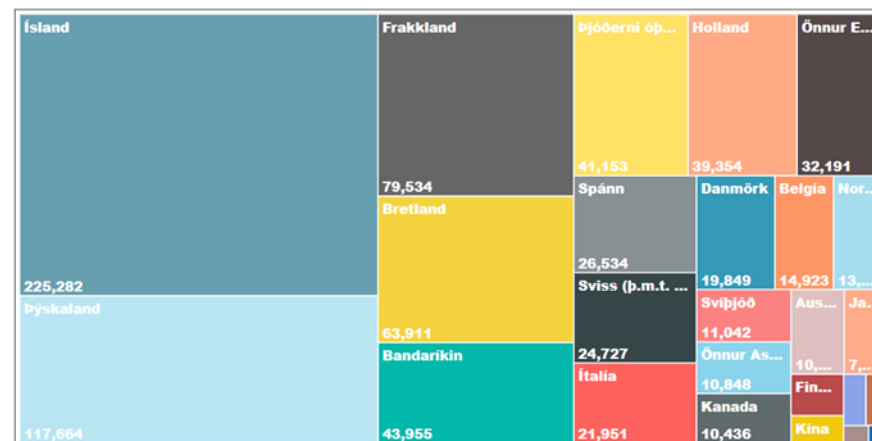 Ísland
225,282
Þýskaland
117,664
Frakkland
79,534
Bretland
63,911
Bandaríkin
43,955
Þjóðerni óþ...
41,153
Holland
39,354
Önnur E...
32,191
Spánn
26,534
Sviss (þ.m.t. ...
24,727
Ítalía
21,951
Danmörk
19,849
Belgía
14,923
Nor...
13,...
Svíþjóð
11,042
Önnur As...
10,848
Kanada
10,436
Aus...
10,...
Ja...
7,...
Fin...
Kína